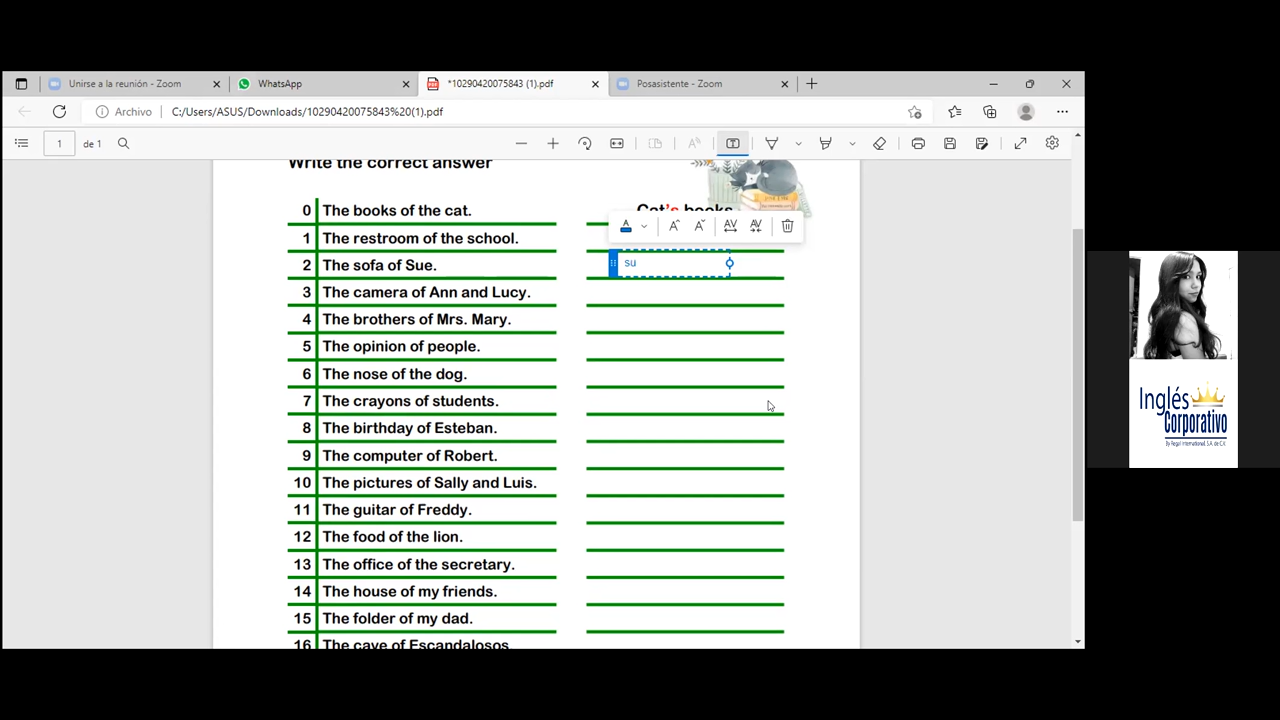 Unirse a la reunión - Zoom
WhatsApp
*10290420075843 (1).pdf
Posasistente - Zoom
Archivo
C:/Users/ASUS/Downloads/10290420075843%20(1).pdf
1 de 1
Write the correct answer
0 The books of the cat. Cat's books
1 The restroom of the school.
2 The sofa of Sue. su
3 The camera of Ann and Lucy.
4 The brothers of Mrs. Mary.
5 The opinion of people.
6 The nose of the dog.
7 The crayons of students.
8 The birthday of Esteban.
9 The computer of Robert.
10 The pictures of Sally and Luis.
11 The guitar of Freddy.
12 The food of the lion.
13 The office of the secretary.
14 The house of my friends.
15 The folder of my dad.
16 The cave of Escandalosos.
Inglés
Corporativo
By Regal International, S.A. de C.V.